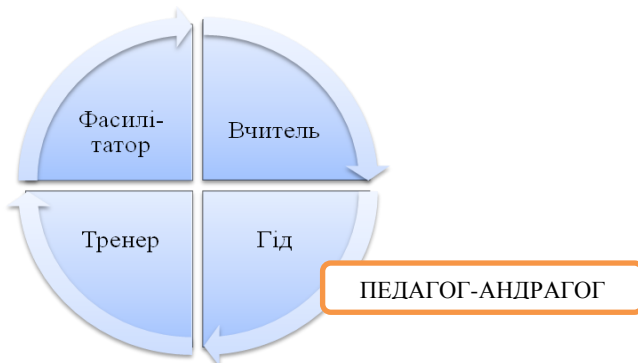 Фасилі-
татор
Вчитель
Тренер
Гід
ПЕДАГОГ-АНДРАГОГ